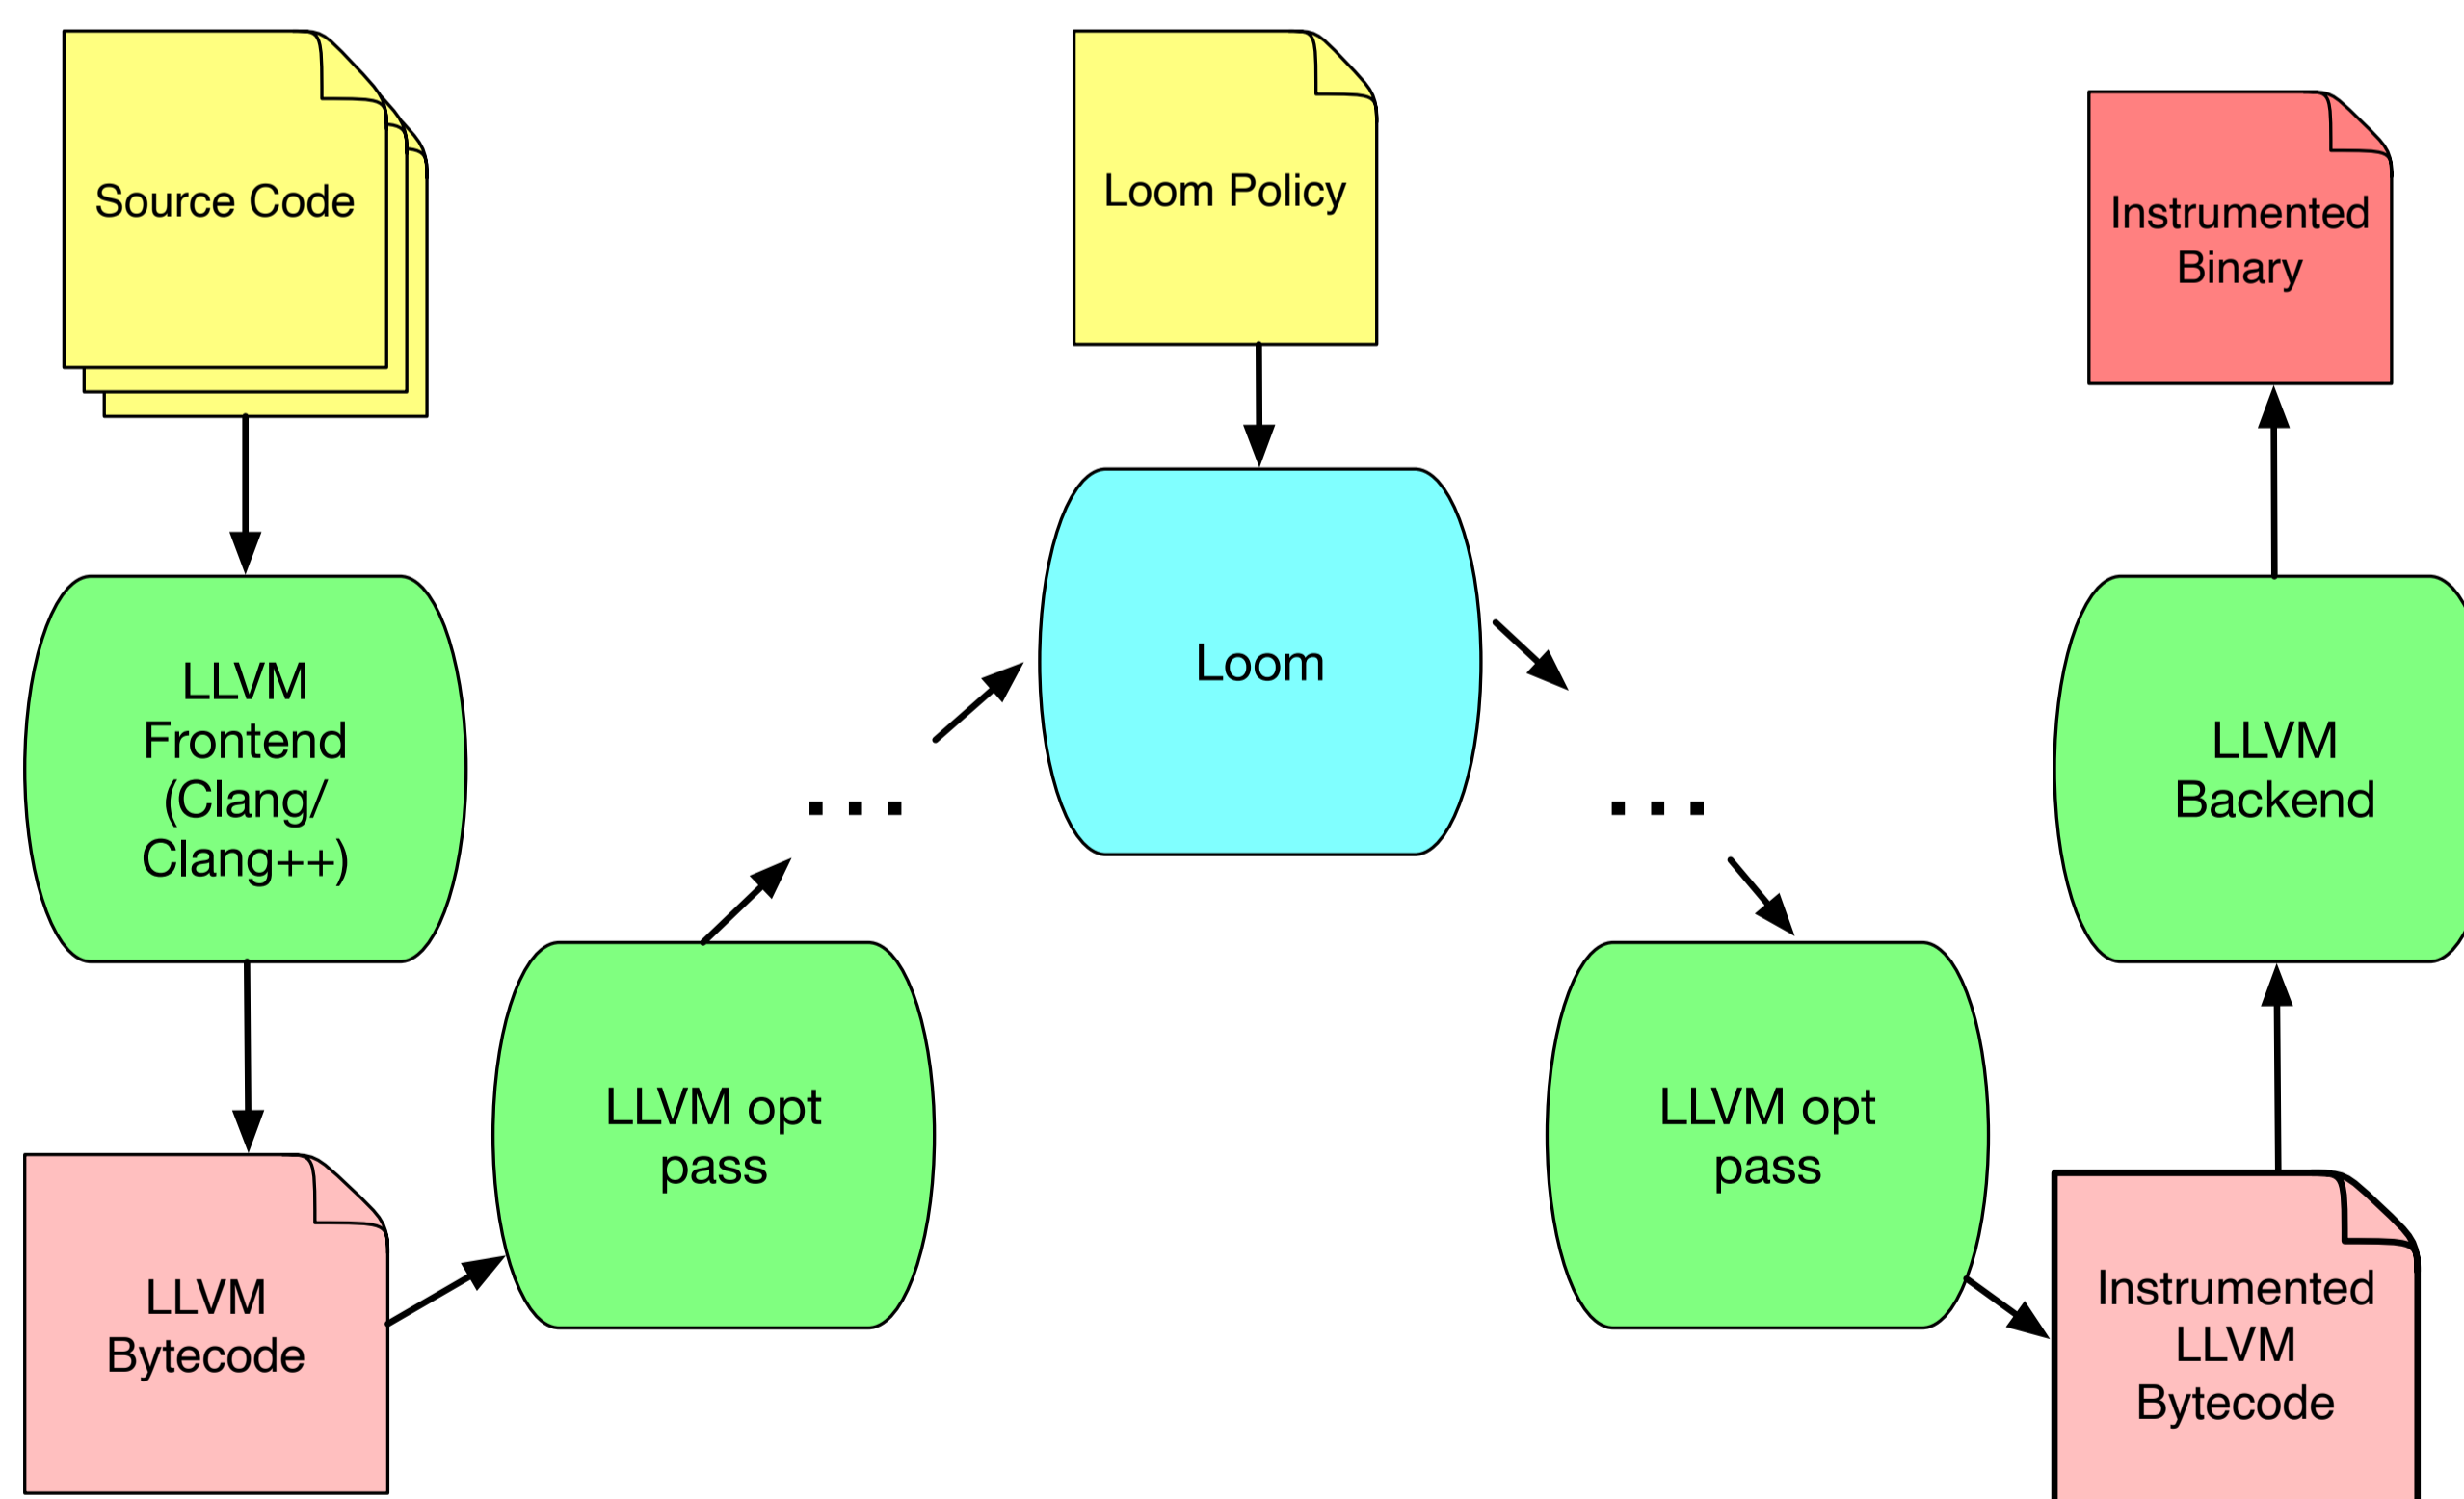 Source Code
Loom Policy
Instrumented
Binary
LLVM
Frontend
(Clang/
Clang++)
Loom
LLVM
Backend
...
...
LLVM opt
pass
LLVM opt
pass
LLVM
Bytecode
Instrumented
LLVM
Bytecode